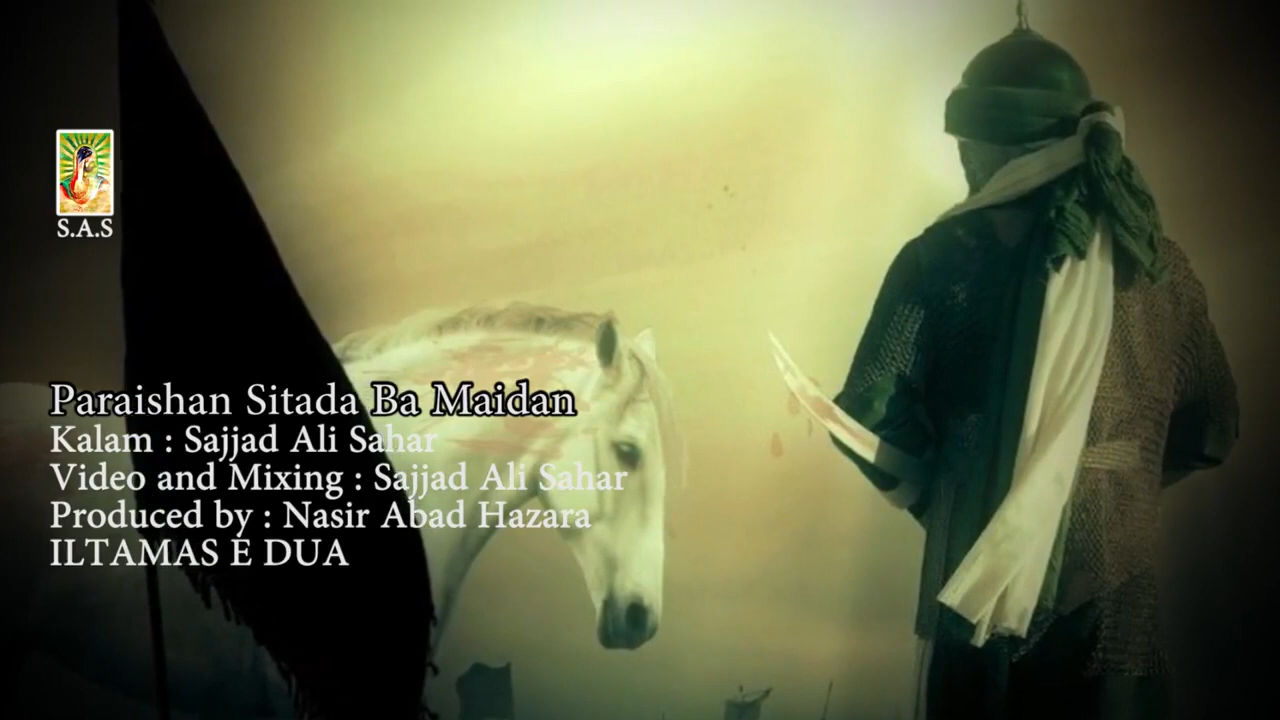 S.A.S
Paraishan Sitada Ba Maidan
Kalam : Sajjad Ali Sahar
Video and Mixing : Sajjad Ali Sahar
Produced by : Nasir Abad Hazara
ILTAMAS E DUA